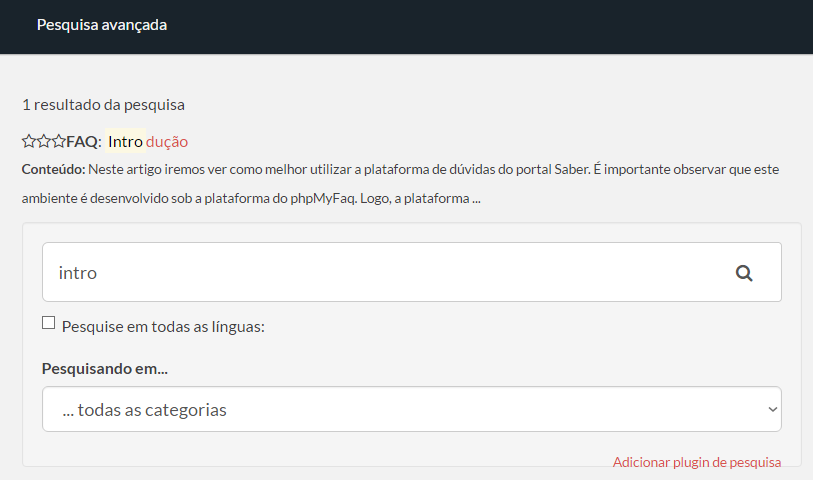 Pesquisa avançada
1 resultado da pesquisa
FAQ: Introdução
Conteúdo: Neste artigo iremos ver como melhor utilizar a plataforma de dúvidas do portal Saber. É importante observar que este
ambiente é desenvolvido sob a plataforma do phpMyFaq. Logo, a plataforma ...
intro
Pesquise em todas as línguas:
Pesquisando em...
... todas as categorias
Adicionar plugin de pesquisa